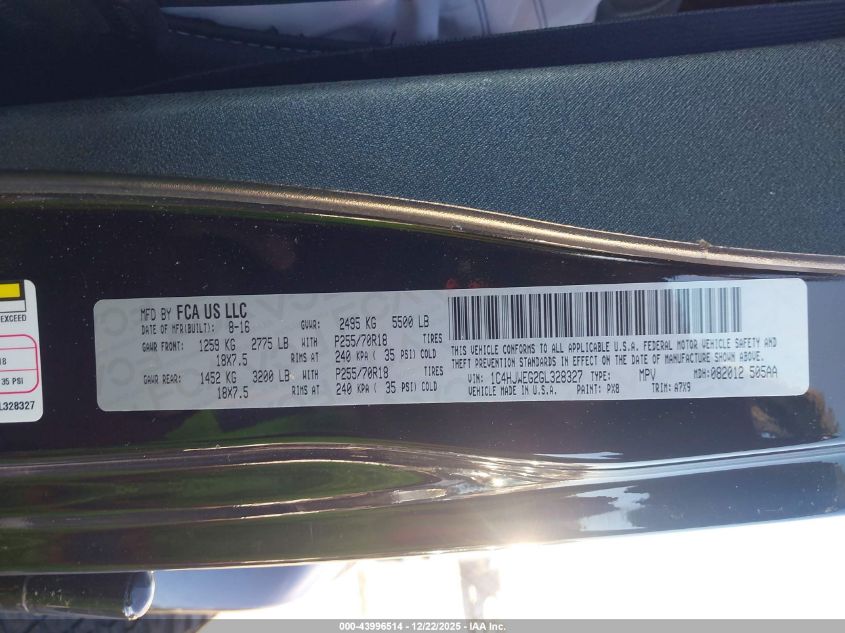 EXCEED
18
35 PSI
L328327
MFD BY FCA US LLC
DATE OF MFR(BUILT): 8-16 GVWR: 2495 KG 5500 LB
GAWR FRONT: 1259 KG 2775 LB WITH P255/70R18 TIRES
18X7.5 RIMS AT 240 KPA ( 35 PSI) COLD
GAWR REAR: 1452 KG 3200 LB WITH P255/70R18 TIRES
18X7.5 RIMS AT 240 KPA ( 35 PSI) COLD
THIS VEHICLE CONFORMS TO ALL APPLICABLE U.S.A. FEDERAL MOTOR VEHICLE SAFETY AND
THEFT PREVENTION STANDARDS IN EFFECT ON THE DATE OF MANUFACTURE SHOWN ABOVE.
VIN: 1C4HJWEG2GL328327 TYPE: MPV MDH: 082012 505AA
VEHICLE MADE IN U.S.A. PAINT: PX8 TRIM: A7X9
000-43996514 - 12/22/2025 - IAA Inc.